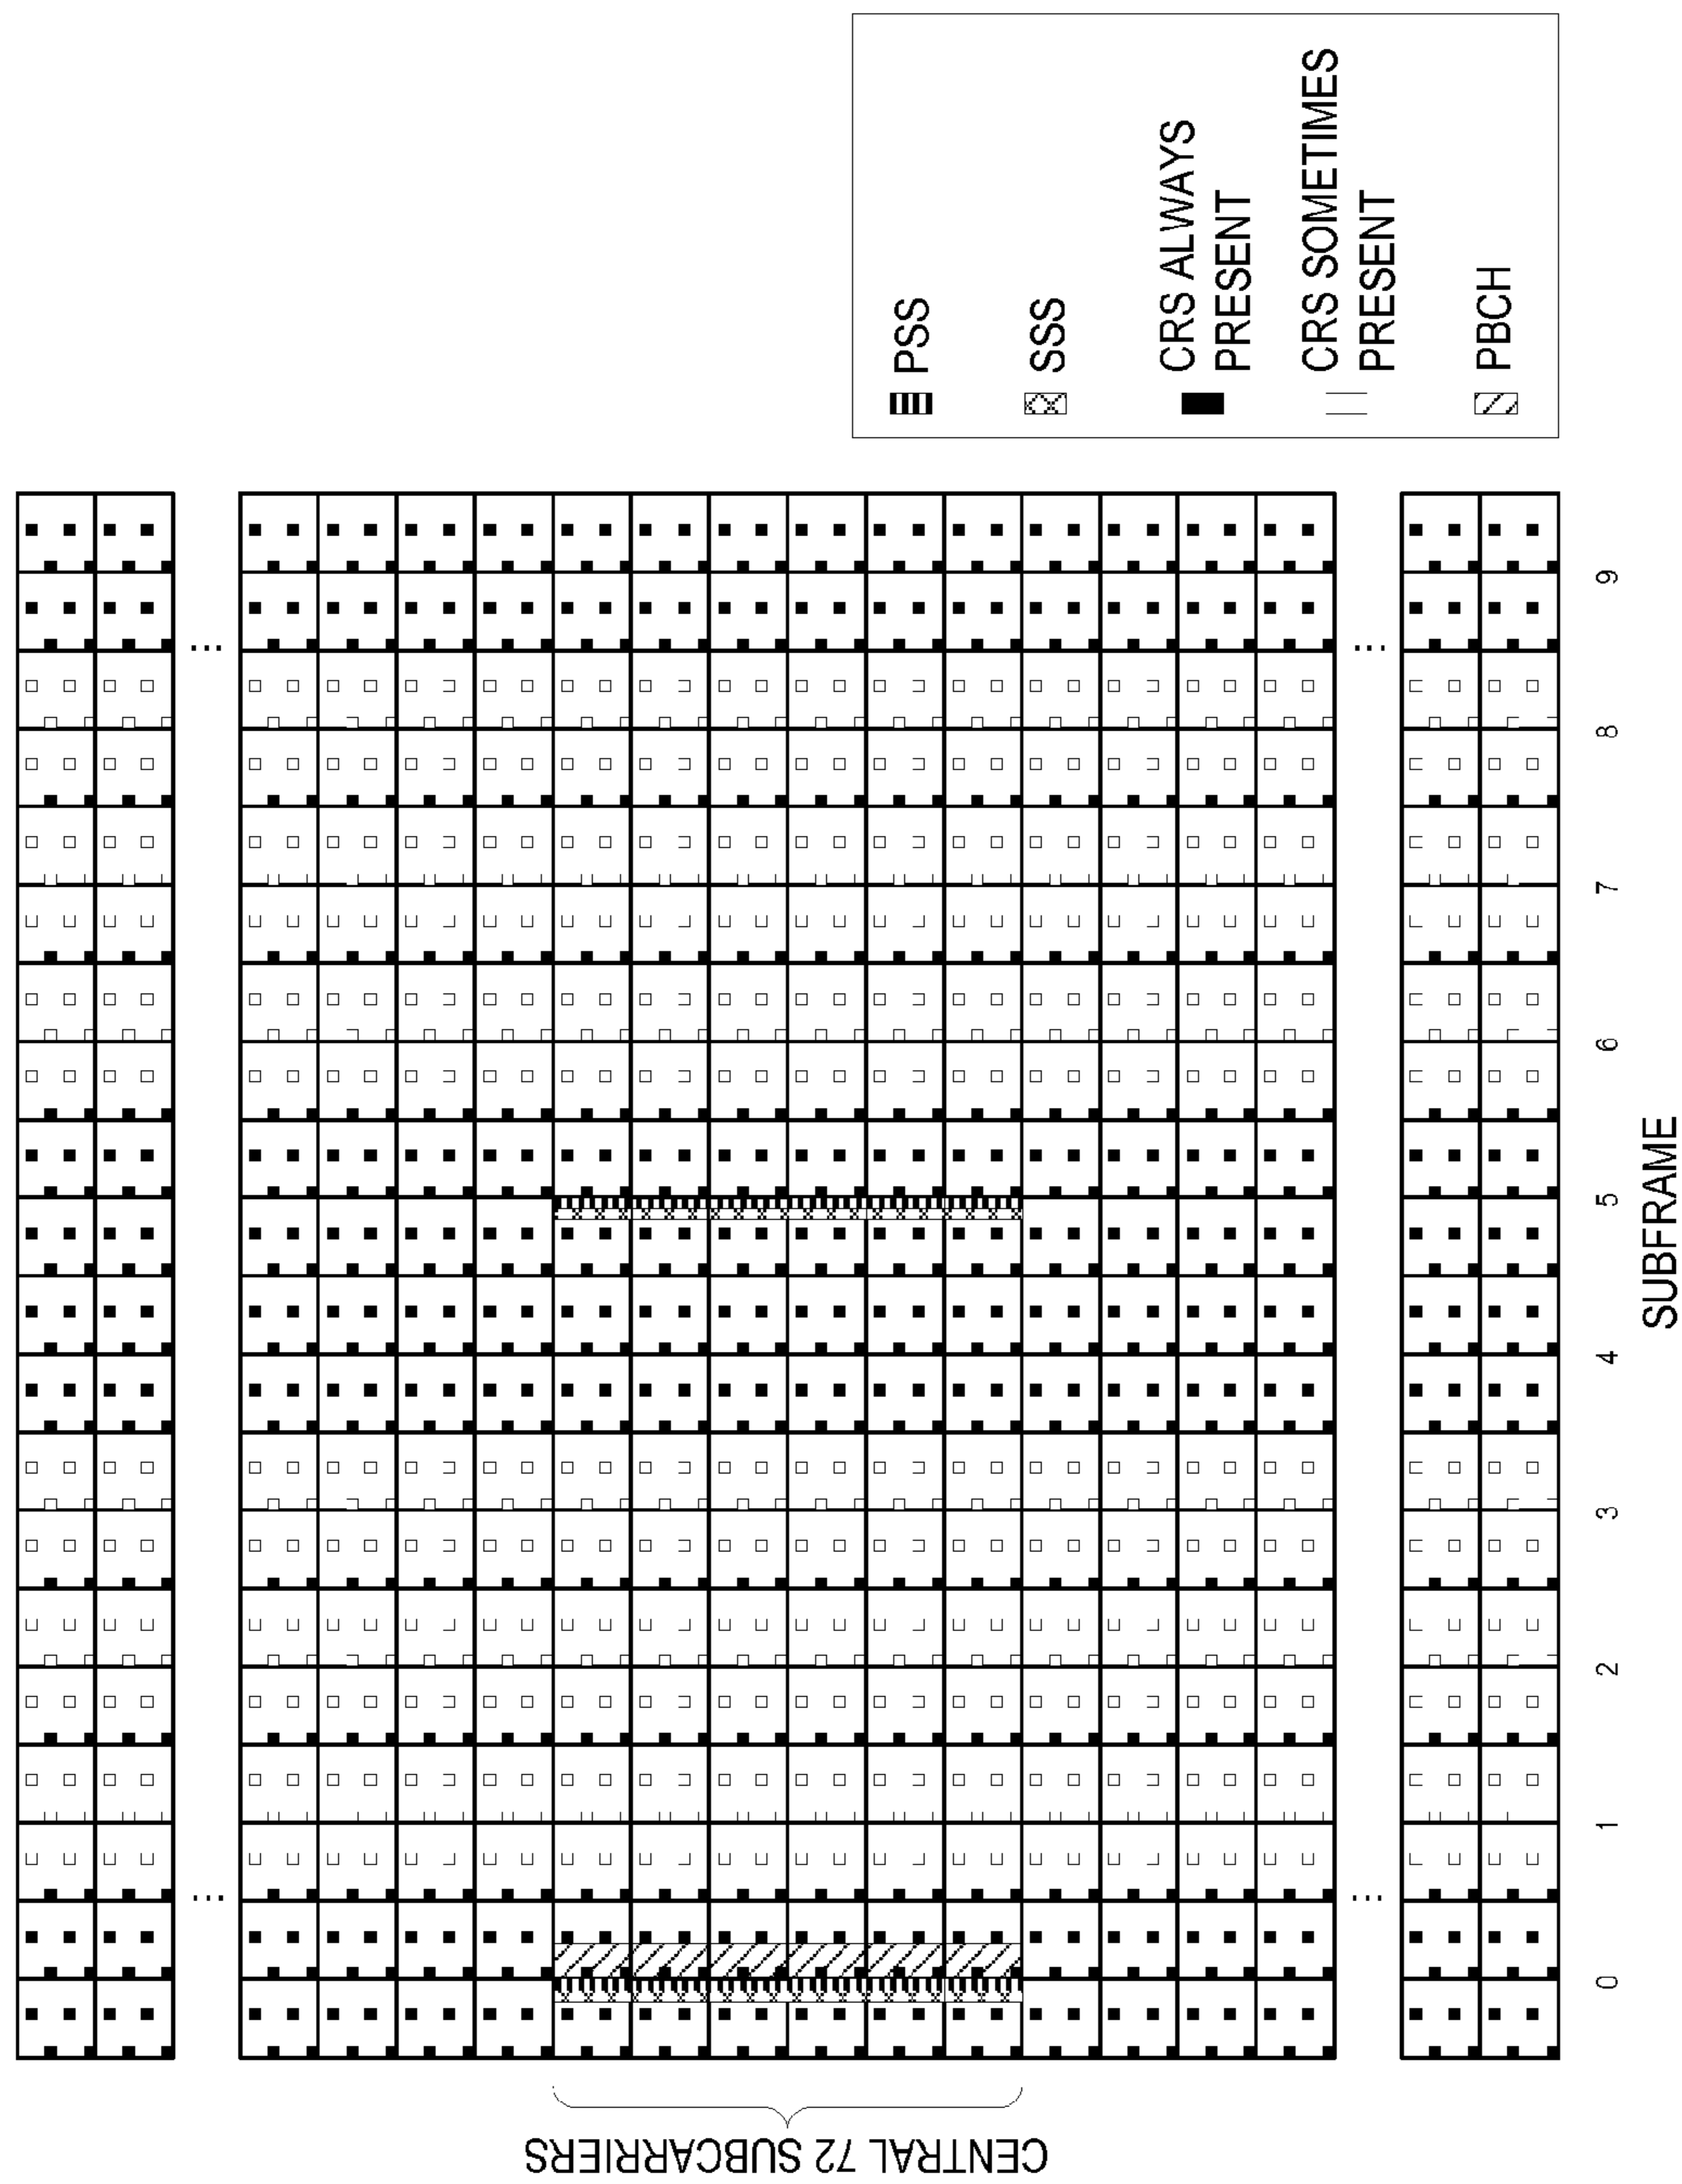 PSS
SSS
CRS ALWAYS
PRESENT
CRS SOMETIMES
PRESENT
PBCH
...
...
...
...
CENTRAL 72 SUBCARRIERS
0
1
2
3
4
5
6
7
8
9
SUBFRAME